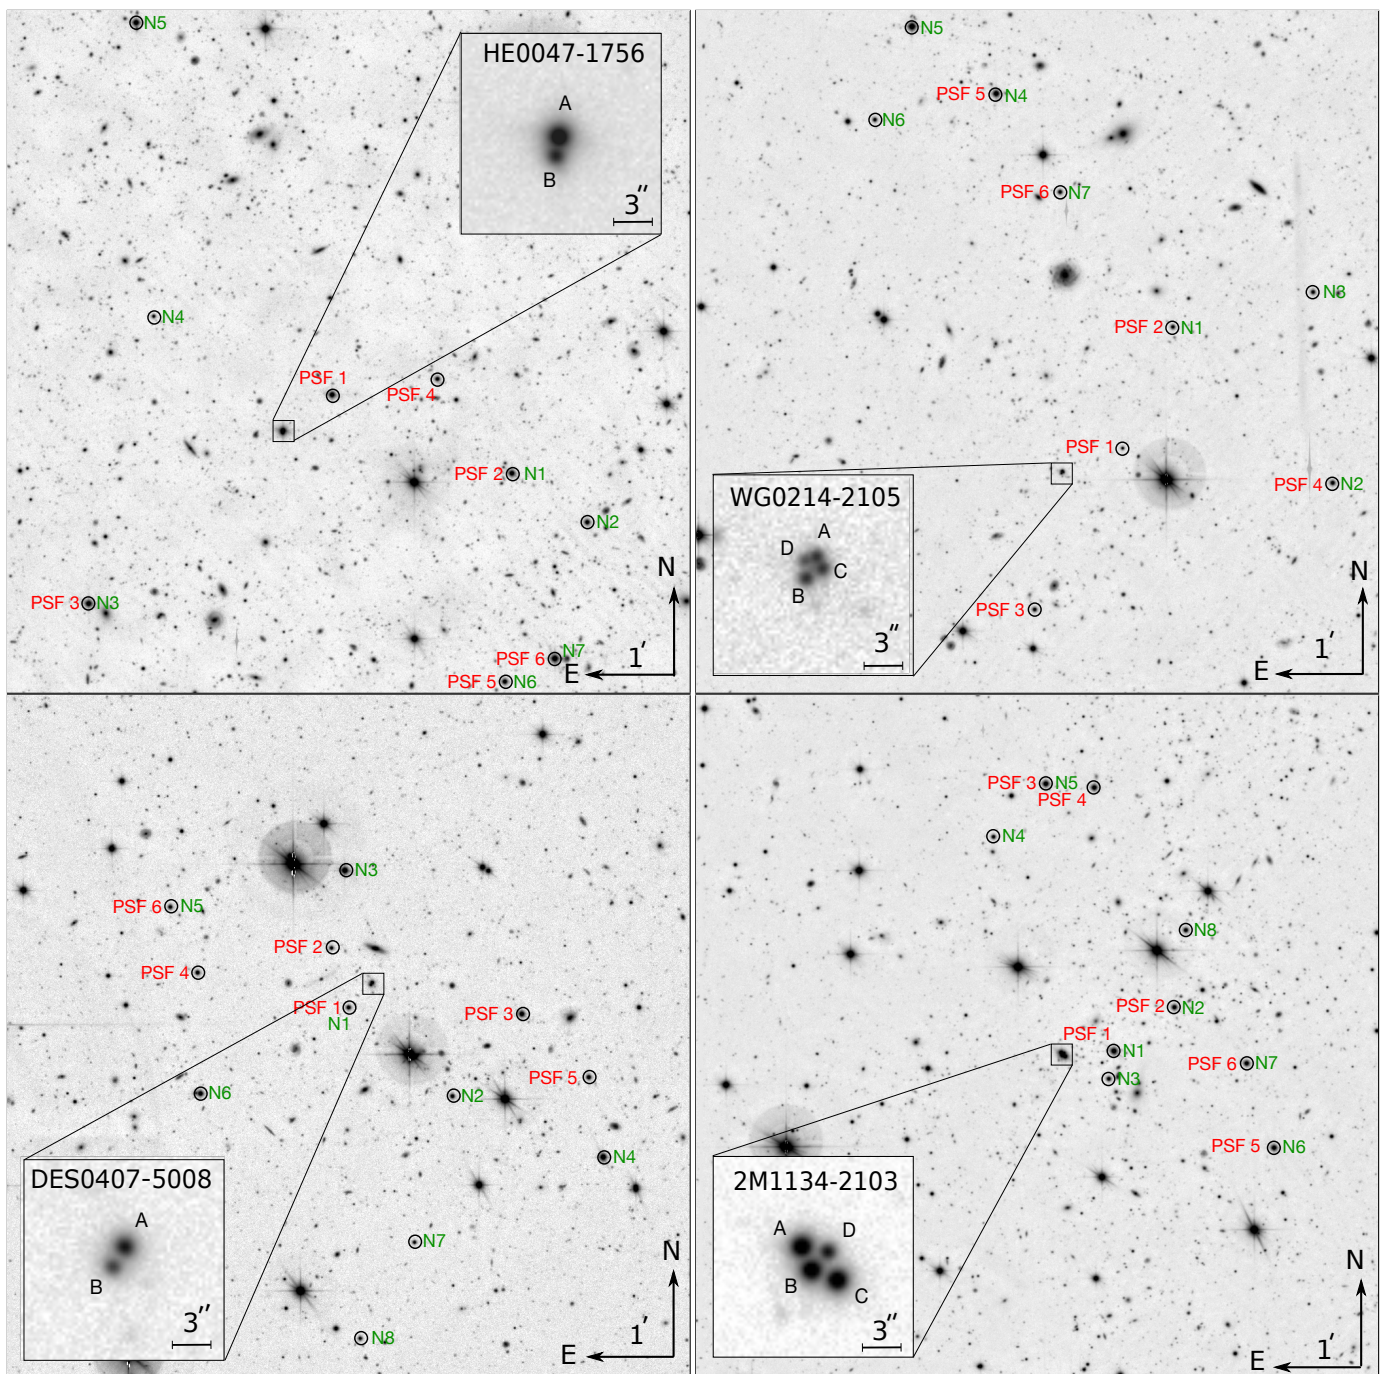 N5
HE0047-1756
A
B
3″
N4
PSF 1
PSF 4
PSF 2 N1
N2
N
PSF 3 N3
N7
PSF 6
E 1′
PSF 5 N6
N5
PSF 5 N4
N6
PSF 6 N7
N3
PSF 2 N1
PSF 1
PSF 4 N2
WG0214-2105
A
D
C
B
3″
N
PSF 3
E 1′
N3
PSF 6 N5
PSF 2
PSF 4
PSF 1
N1
PSF 3
PSF 5
N6
N2
N4
DES0407-5008
A
B
3″
N7
N
N8
E 1′
PSF 3 N5
PSF 4
N4
N8
PSF 2 N2
PSF 1
N1
PSF 6 N7
N3
PSF 5 N6
2M1134-2103
A D
B C
3″
N
E 1′